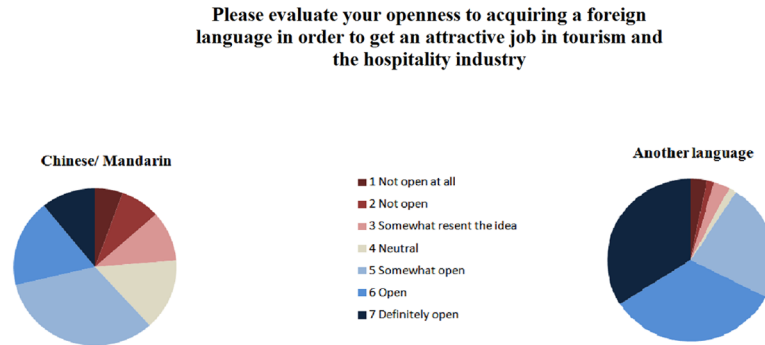 Please evaluate your openness to acquiring a foreign
language in order to get an attractive job in tourism and
the hospitality industry
Chinese/ Mandarin
Another language
1 Not open at all
2 Not open
3 Somewhat resent the idea
4 Neutral
5 Somewhat open
6 Open
7 Definitely open